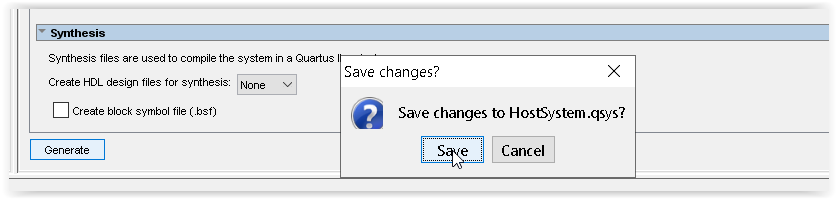 Synthesis
Synthesis files are used to compile the system in a Quartus II
Save changes?
Create HDL design files for synthesis: None
Save changes to HostSystem.qsys?
Create block symbol file (.bsf)
Generate
Save
Cancel